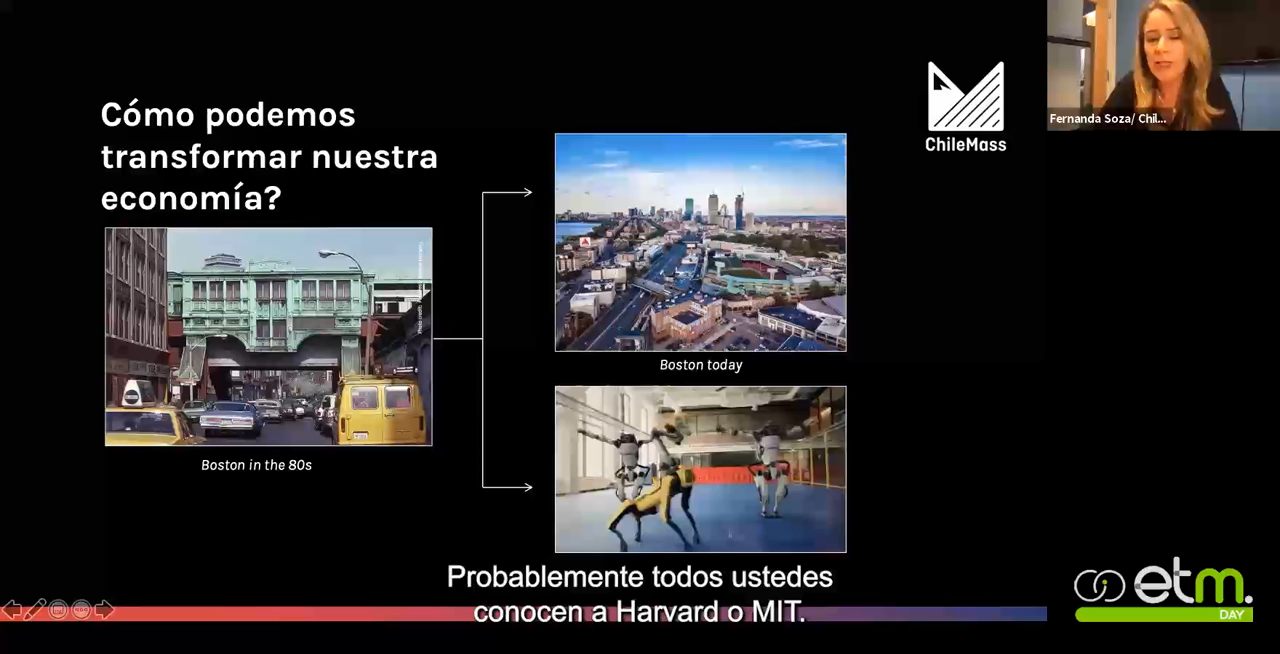 Cómo podemos
transformar nuestra
economía?
ChileMass
Fernanda Soza/ Chil...
Boston in the 80s
Boston today
Probablemente todos ustedes
conocen a Harvard o MIT.
etm.
DAY